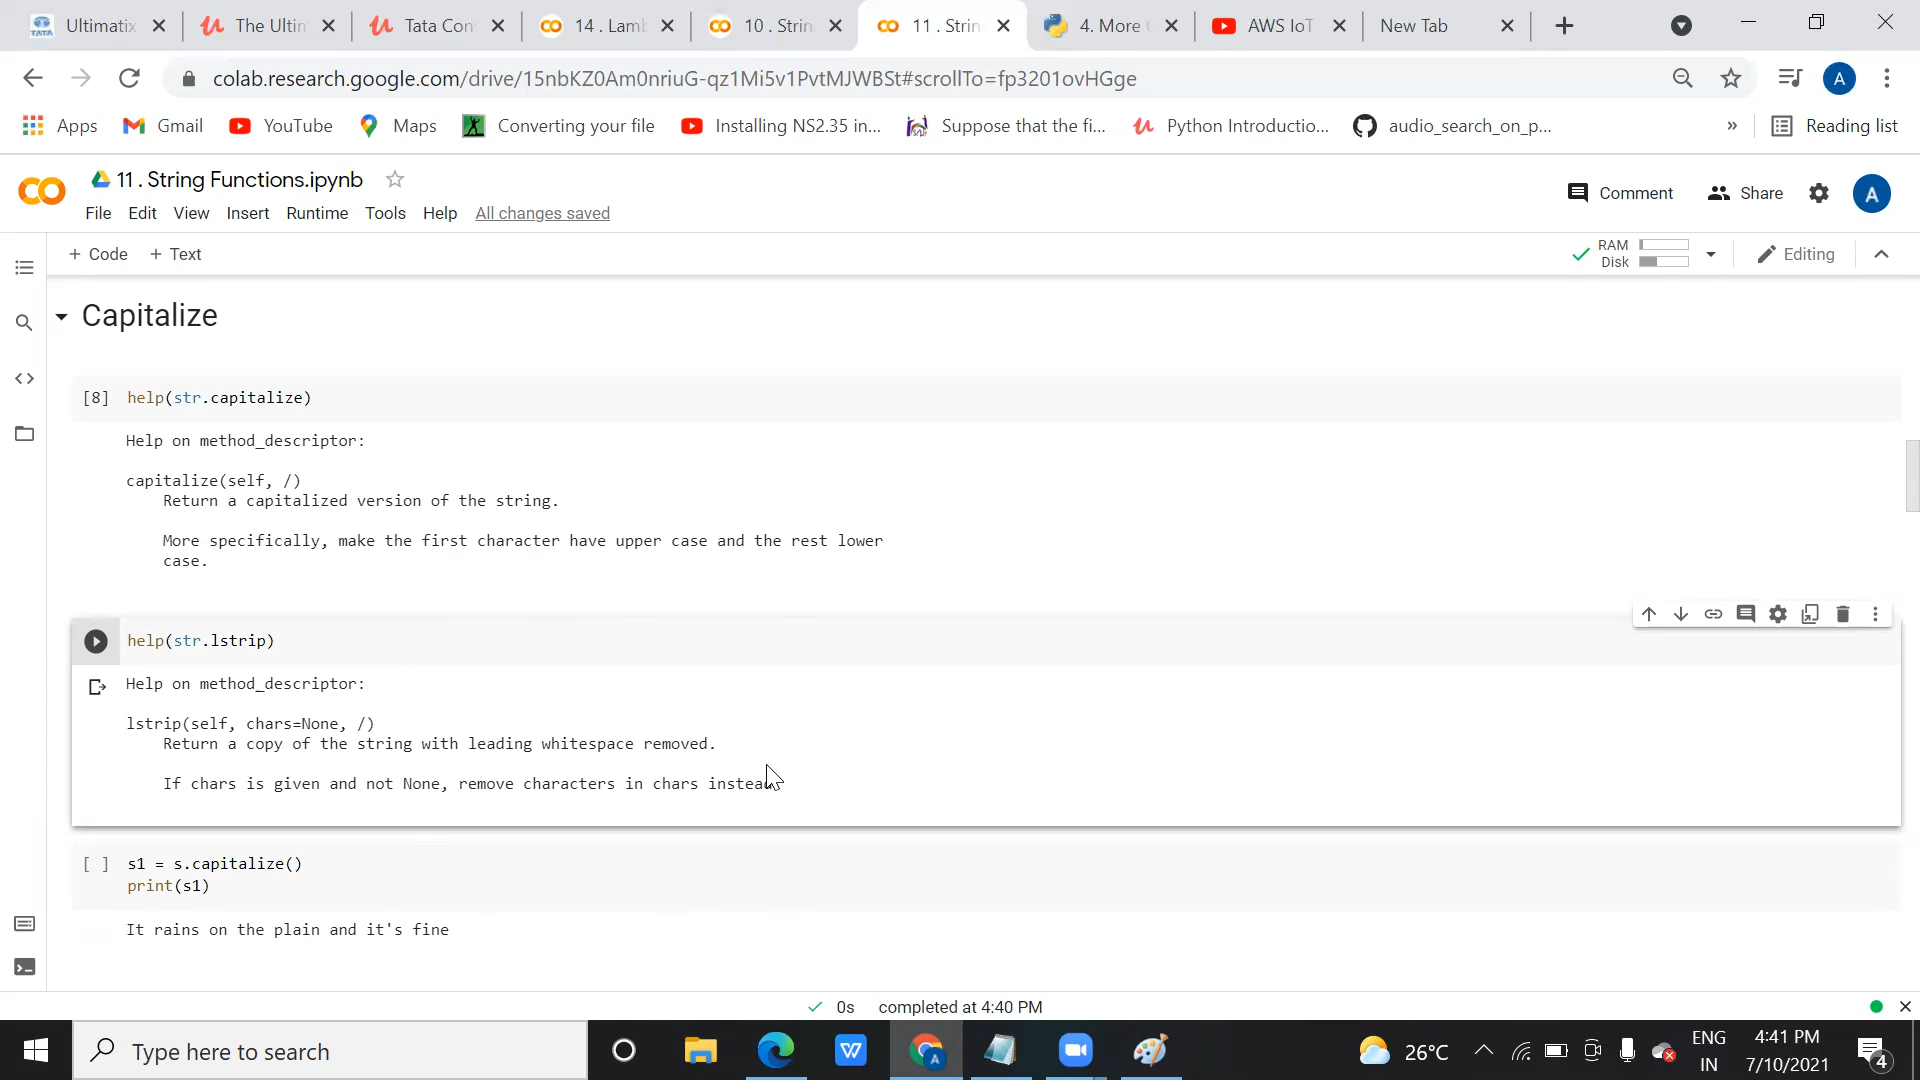 Ultimatix
The Ultim
Tata Con
14 . Lamb
10 . Strin
11 . Strin
4. More
AWS IoT
New Tab
colab.research.google.com/drive/15nbKZ0Am0nriuG-qz1Mi5v1PvtMJWBSt#scrollTo=fp3201ovHGge
A
Apps
Gmail
YouTube
Maps
Converting your file
Installing NS2.35 in...
Suppose that the fi...
Python Introductio...
audio_search_on_p...
»
Reading list
11 . String Functions.ipynb
File Edit View Insert Runtime Tools Help All changes saved
Comment
Share
A
+ Code + Text
RAM
Disk
Editing
Capitalize
[8] help(str.capitalize)
Help on method_descriptor:
capitalize(self, /)
Return a capitalized version of the string.
More specifically, make the first character have upper case and the rest lower
case.
help(str.lstrip)
Help on method_descriptor:
lstrip(self, chars=None, /)
Return a copy of the string with leading whitespace removed.
If chars is given and not None, remove characters in chars instead
[ ] s1 = s.capitalize()
print(s1)
It rains on the plain and it's fine
0s completed at 4:40 PM
Type here to search
26°C
ENG
IN
4:41 PM
7/10/2021
4